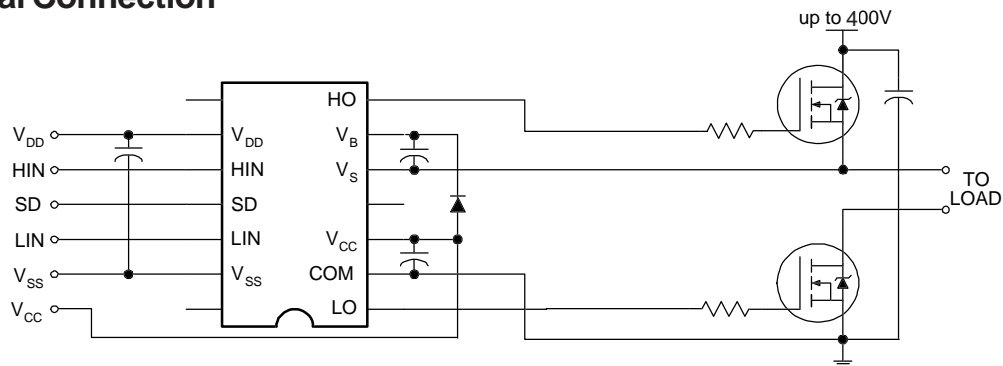 al Connection
up to 400V
HO
V_DD
V_DD
V_B
HIN
HIN
V_S
TO
LOAD
SD
SD
LIN
LIN
V_CC
V_SS
V_SS
COM
V_CC
LO